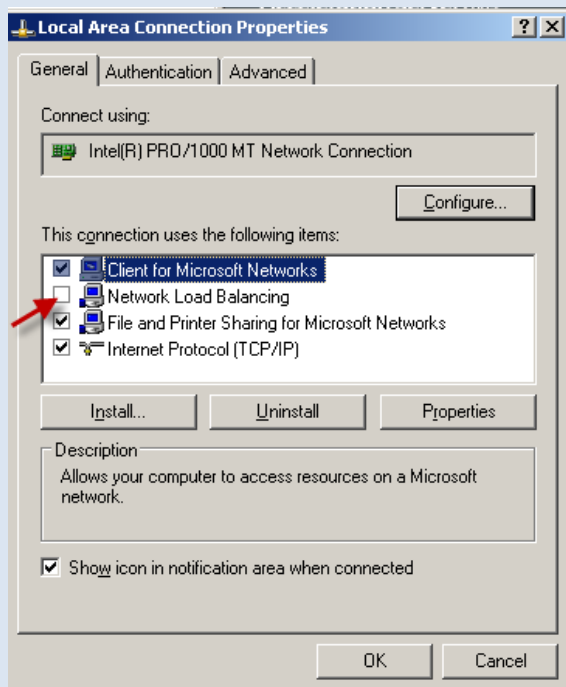 Local Area Connection Properties
General Authentication Advanced
Connect using:
Intel(R) PRO/1000 MT Network Connection
Configure...
This connection uses the following items:
Client for Microsoft Networks
Network Load Balancing
File and Printer Sharing for Microsoft Networks
Internet Protocol (TCP/IP)
Install... Uninstall Properties
Description
Allows your computer to access resources on a Microsoft
network.
Show icon in notification area when connected
OK Cancel